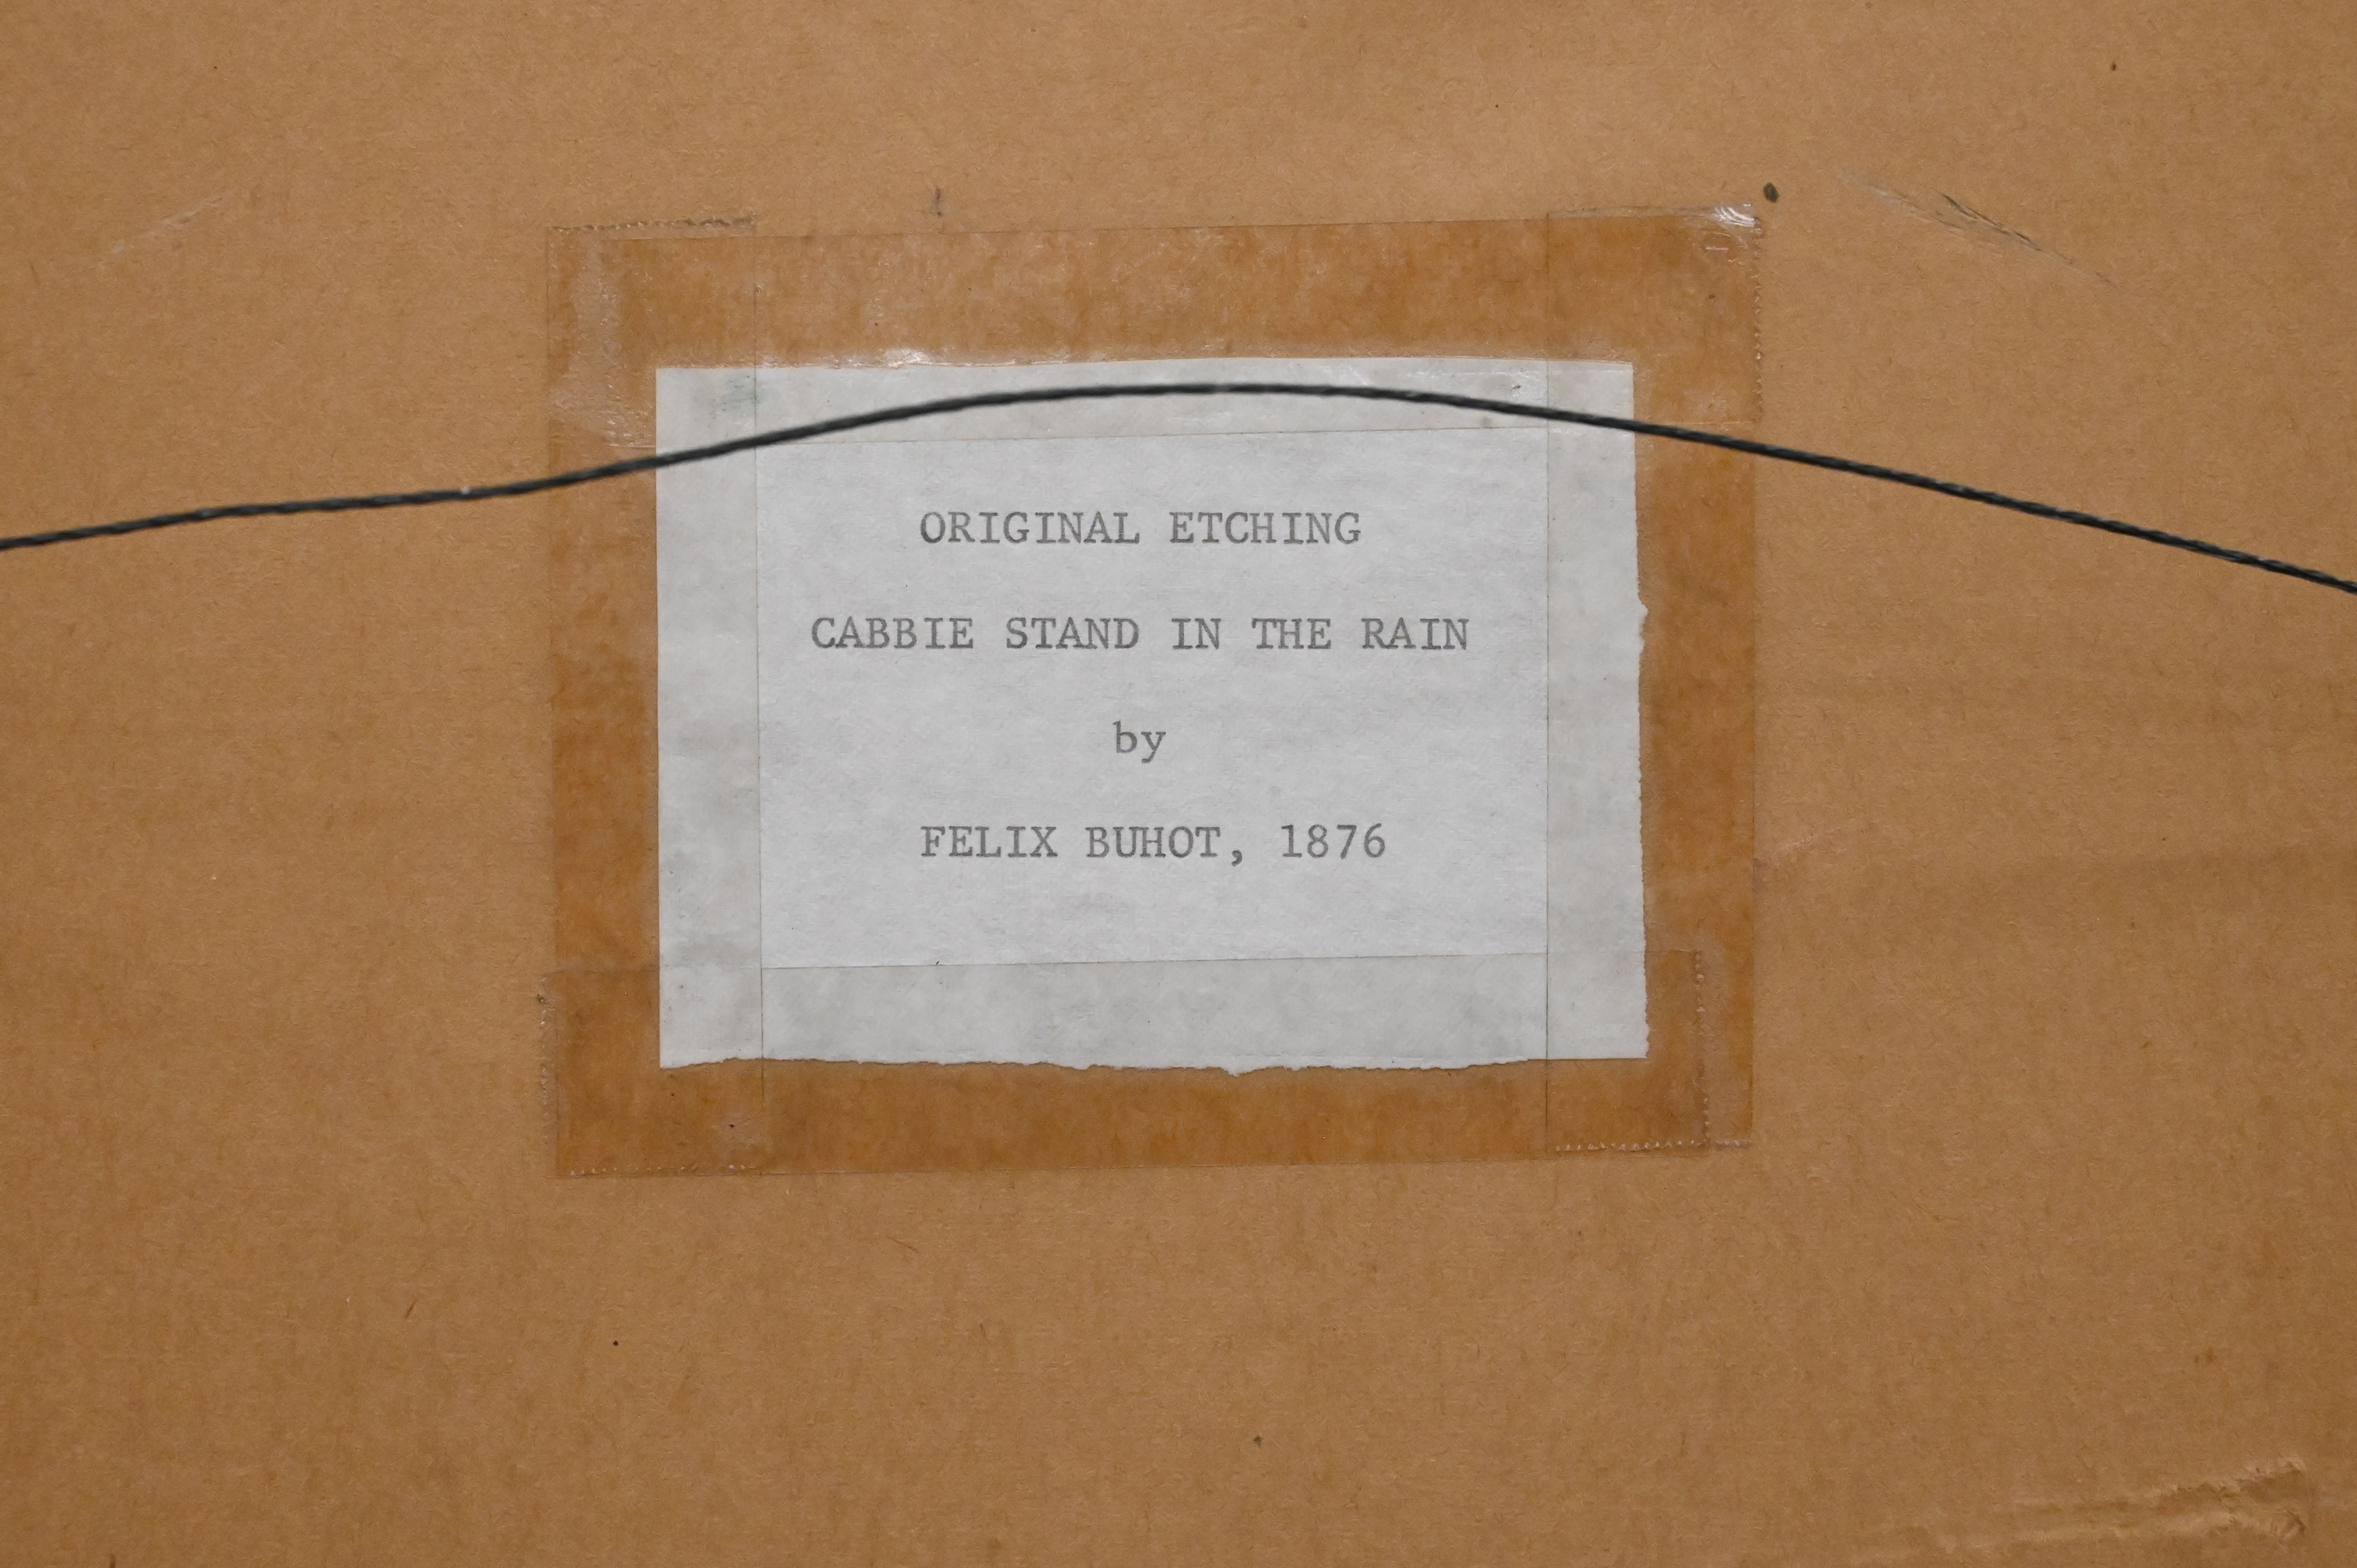 ORIGINAL ETCHING
CABBIE STAND IN THE RAIN
by
FELIX BUHOT, 1876